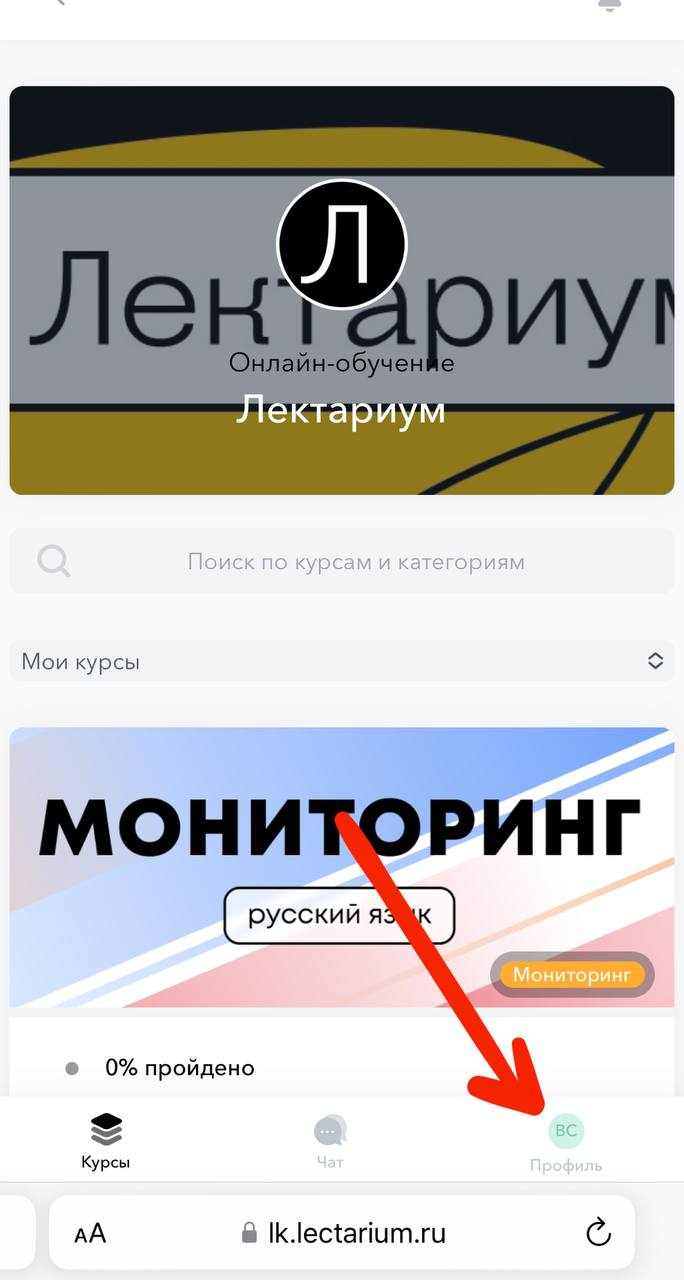 Лектариум
Л
Онлайн-обучение
Лектариум
Поиск по курсам и категориям
Мои курсы
МОНИТОРИНГ
русский язык
Мониторинг
0% пройдено
Курсы
Чат
ВС
Профиль
AA
lk.lectarium.ru